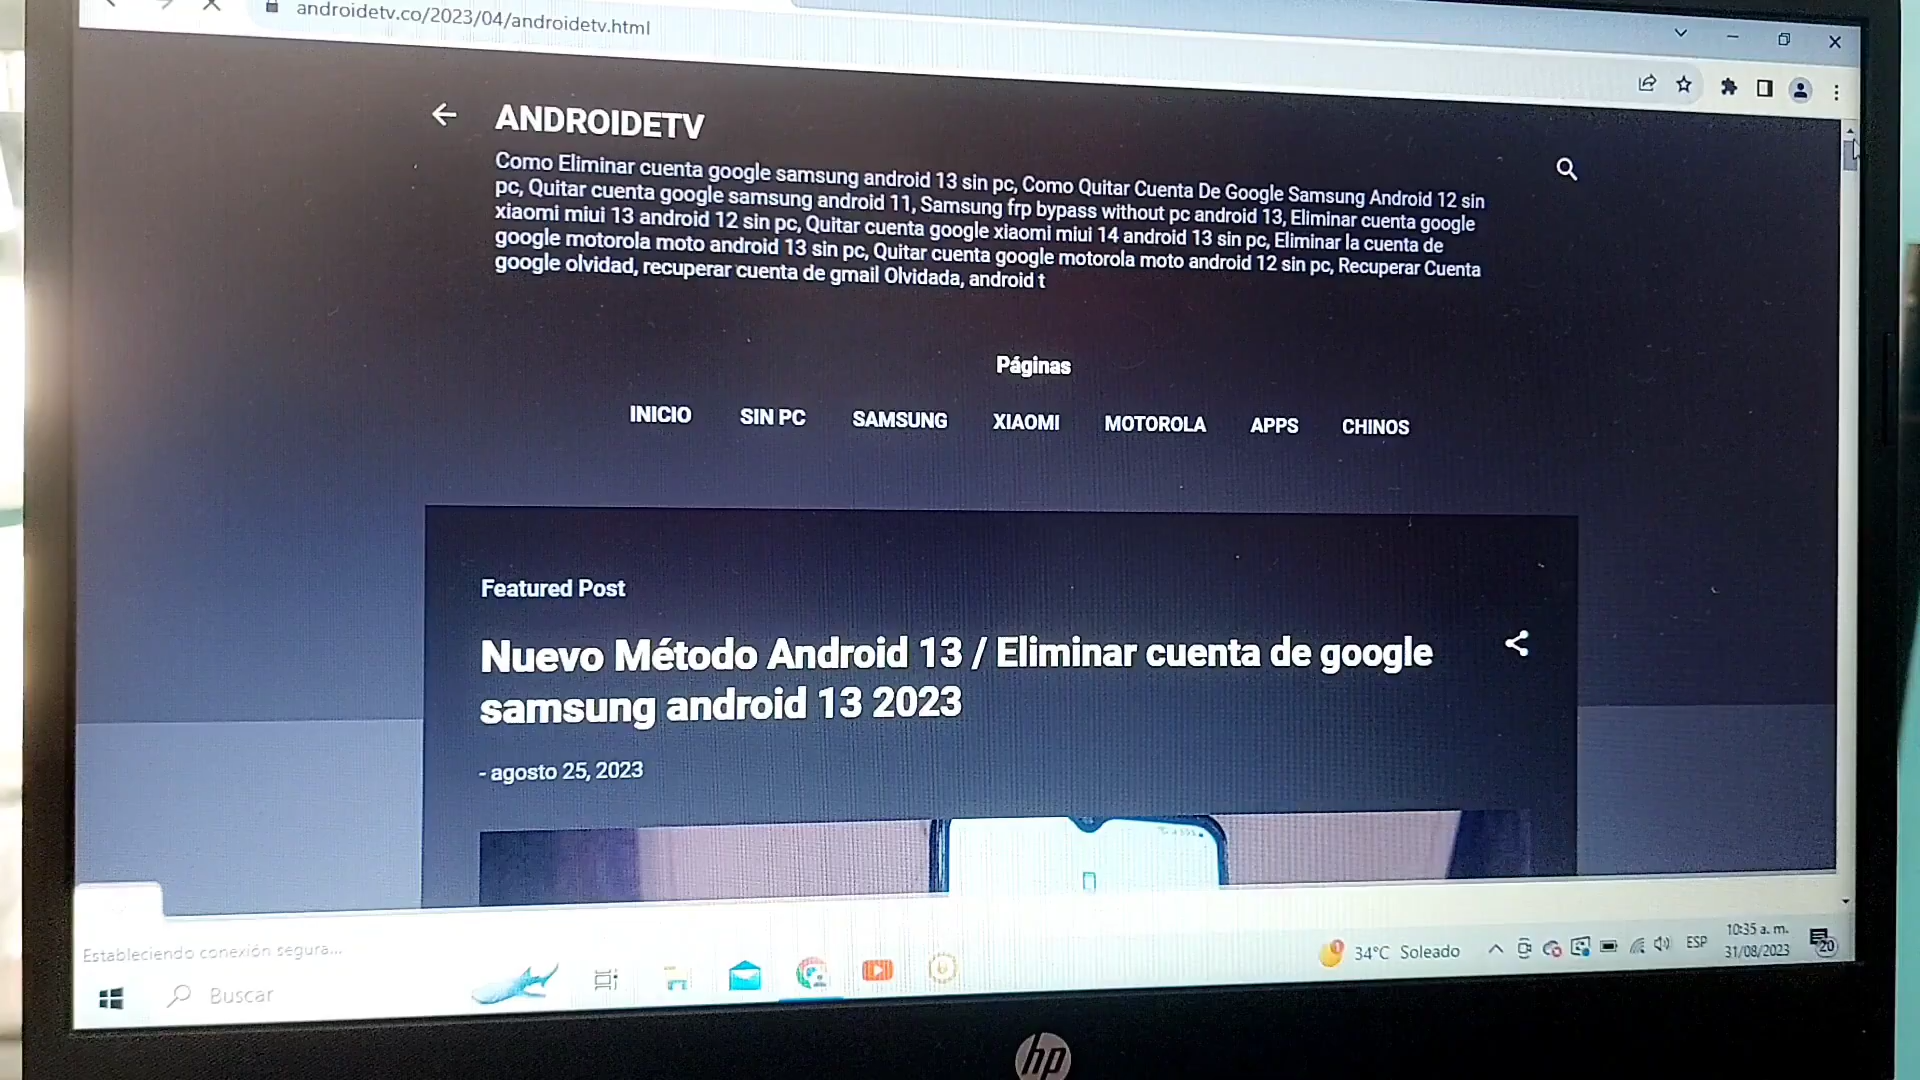 androidetv.co/2023/04/androidetv.html
ANDROIDETV
Como Eliminar cuenta google samsung android 13 sin pc, Como Quitar Cuenta De Google Samsung Android 12 sin
pc, Quitar cuenta google samsung android 11, Samsung frp bypass without pc android 13, Eliminar cuenta google
xiaomi miui 13 android 12 sin pc, Quitar cuenta google xiaomi miui 14 android 13 sin pc, Eliminar la cuenta de
google motorola moto android 13 sin pc, Quitar cuenta google motorola moto android 12 sin pc, Recuperar Cuenta
google olvidad, recuperar cuenta de gmail Olvidada, android t
Páginas
INICIO SIN PC SAMSUNG XIAOMI MOTOROLA APPS CHINOS
Featured Post
Nuevo Método Android 13 / Eliminar cuenta de google
samsung android 13 2023
- agosto 25, 2023
Estableciendo conexión segura...
Buscar
1
34°C Soleado
ESP
10:35 a. m.
31/08/2023
20
hp